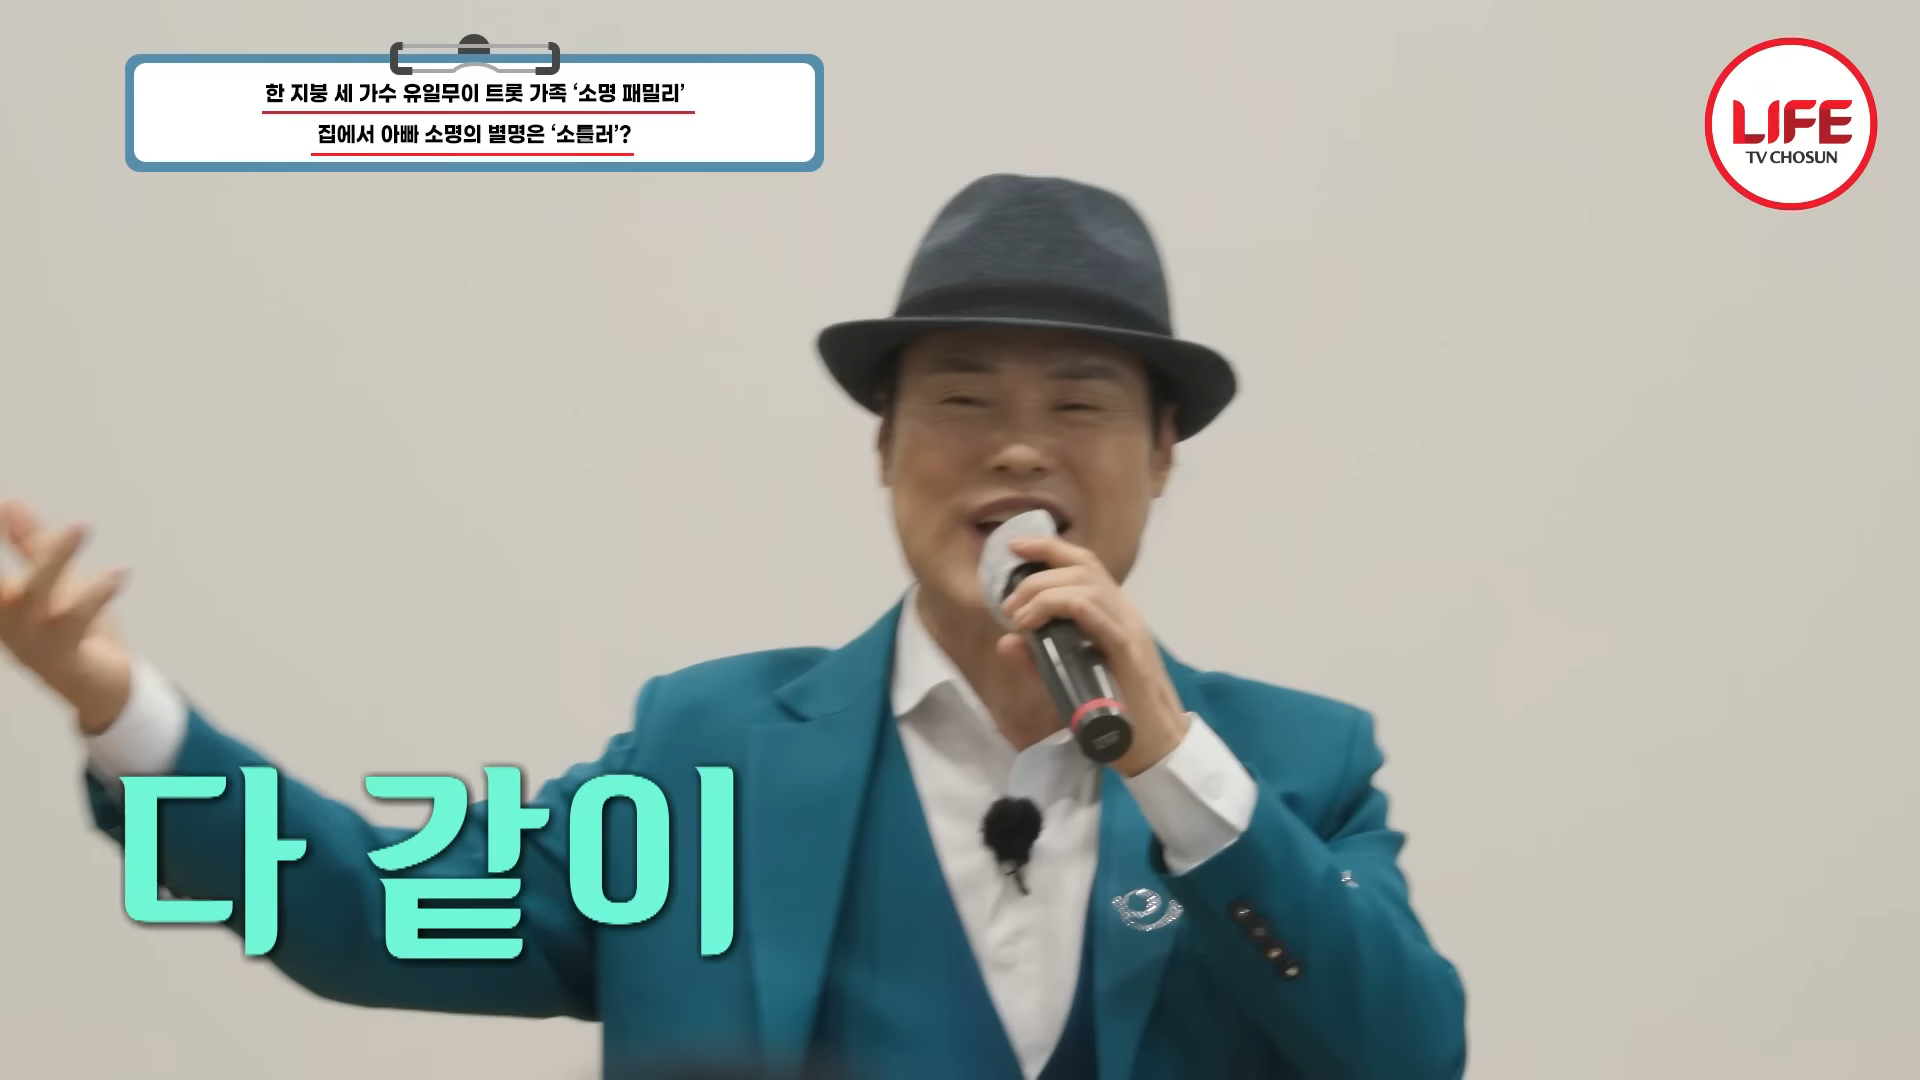 한 지붕 세 가수 유일무이 트롯 가족 ‘소명 패밀리’
집에서 아빠 소명의 별명은 ‘소틀러’?
LIFE
TV CHOSUN
다 같이